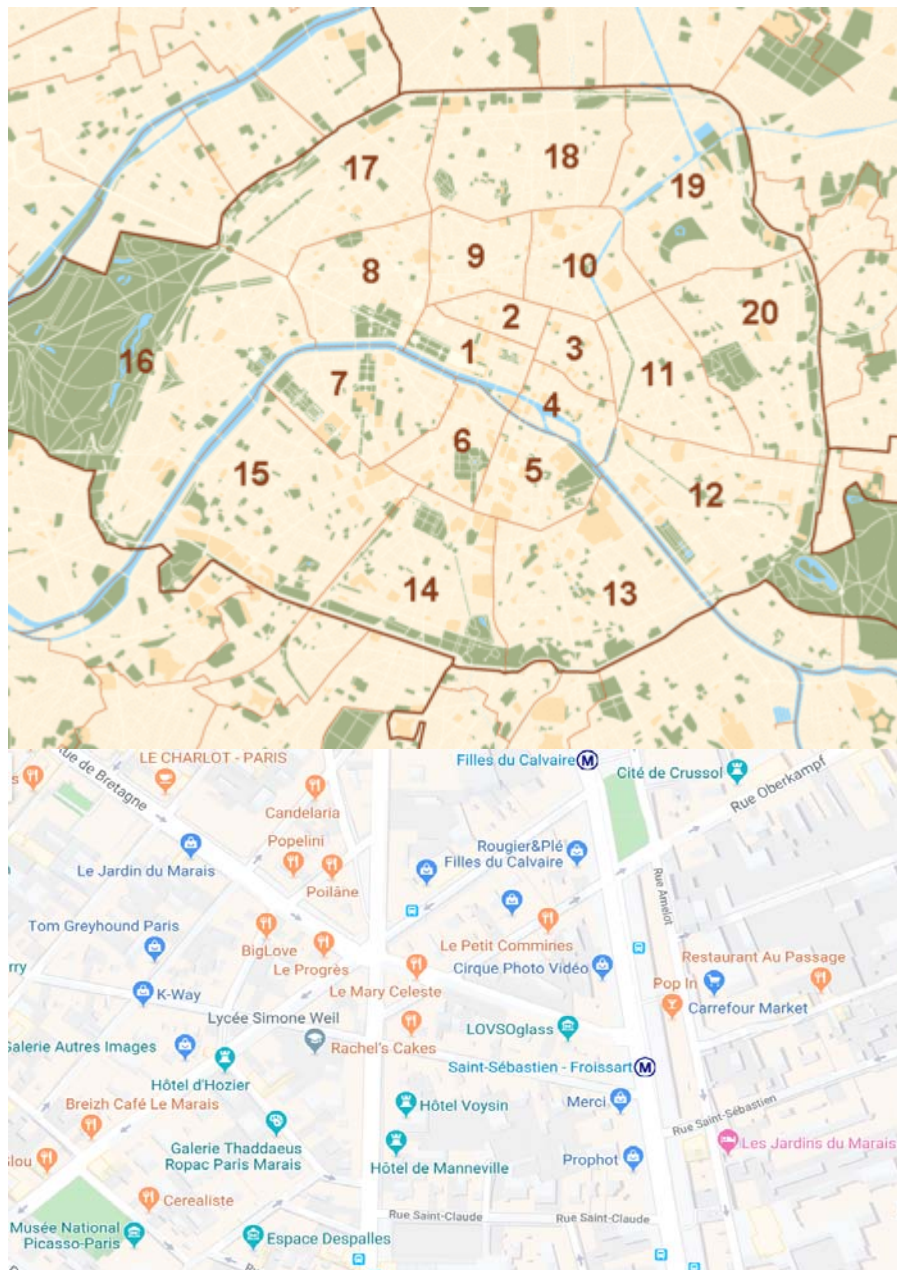 17
18
19
8
9
10
2
20
1
3
16
7
11
4
6
15
5
12
14
13
Filles du Calvaire M
LE CHARLOT - PARIS
Cité de Crussol
Rue Oberkampf
Rue de Bretagne
Candelaria
Popelini
Rougier&Plé
Filles du Calvaire
Le Jardin du Marais
Poilâne
Rue Amelot
Tom Greyhound Paris
BigLove
Le Petit Commines
Le Progrès
Cirque Photo Vidéo
Restaurant Au Passage
Pop In
Le Mary Celeste
K-Way
Carrefour Market
Lycée Simone Weil
LOVSOglass
Galerie Autres Images
Rachel's Cakes
Saint-Sébastien - Froissart M
Hôtel d'Hozier
Breizh Café Le Marais
Hôtel Voysin
Merci
Rue Saint-Sébastien
Galerie Thaddaeus
Ropac Paris Marais
Les Jardins du Marais
Hôtel de Manneville
Prophot
Cerealiste
Rue Saint-Claude
Rue Saint-Claude
Musée National
Picasso-Paris
Espace Despalles